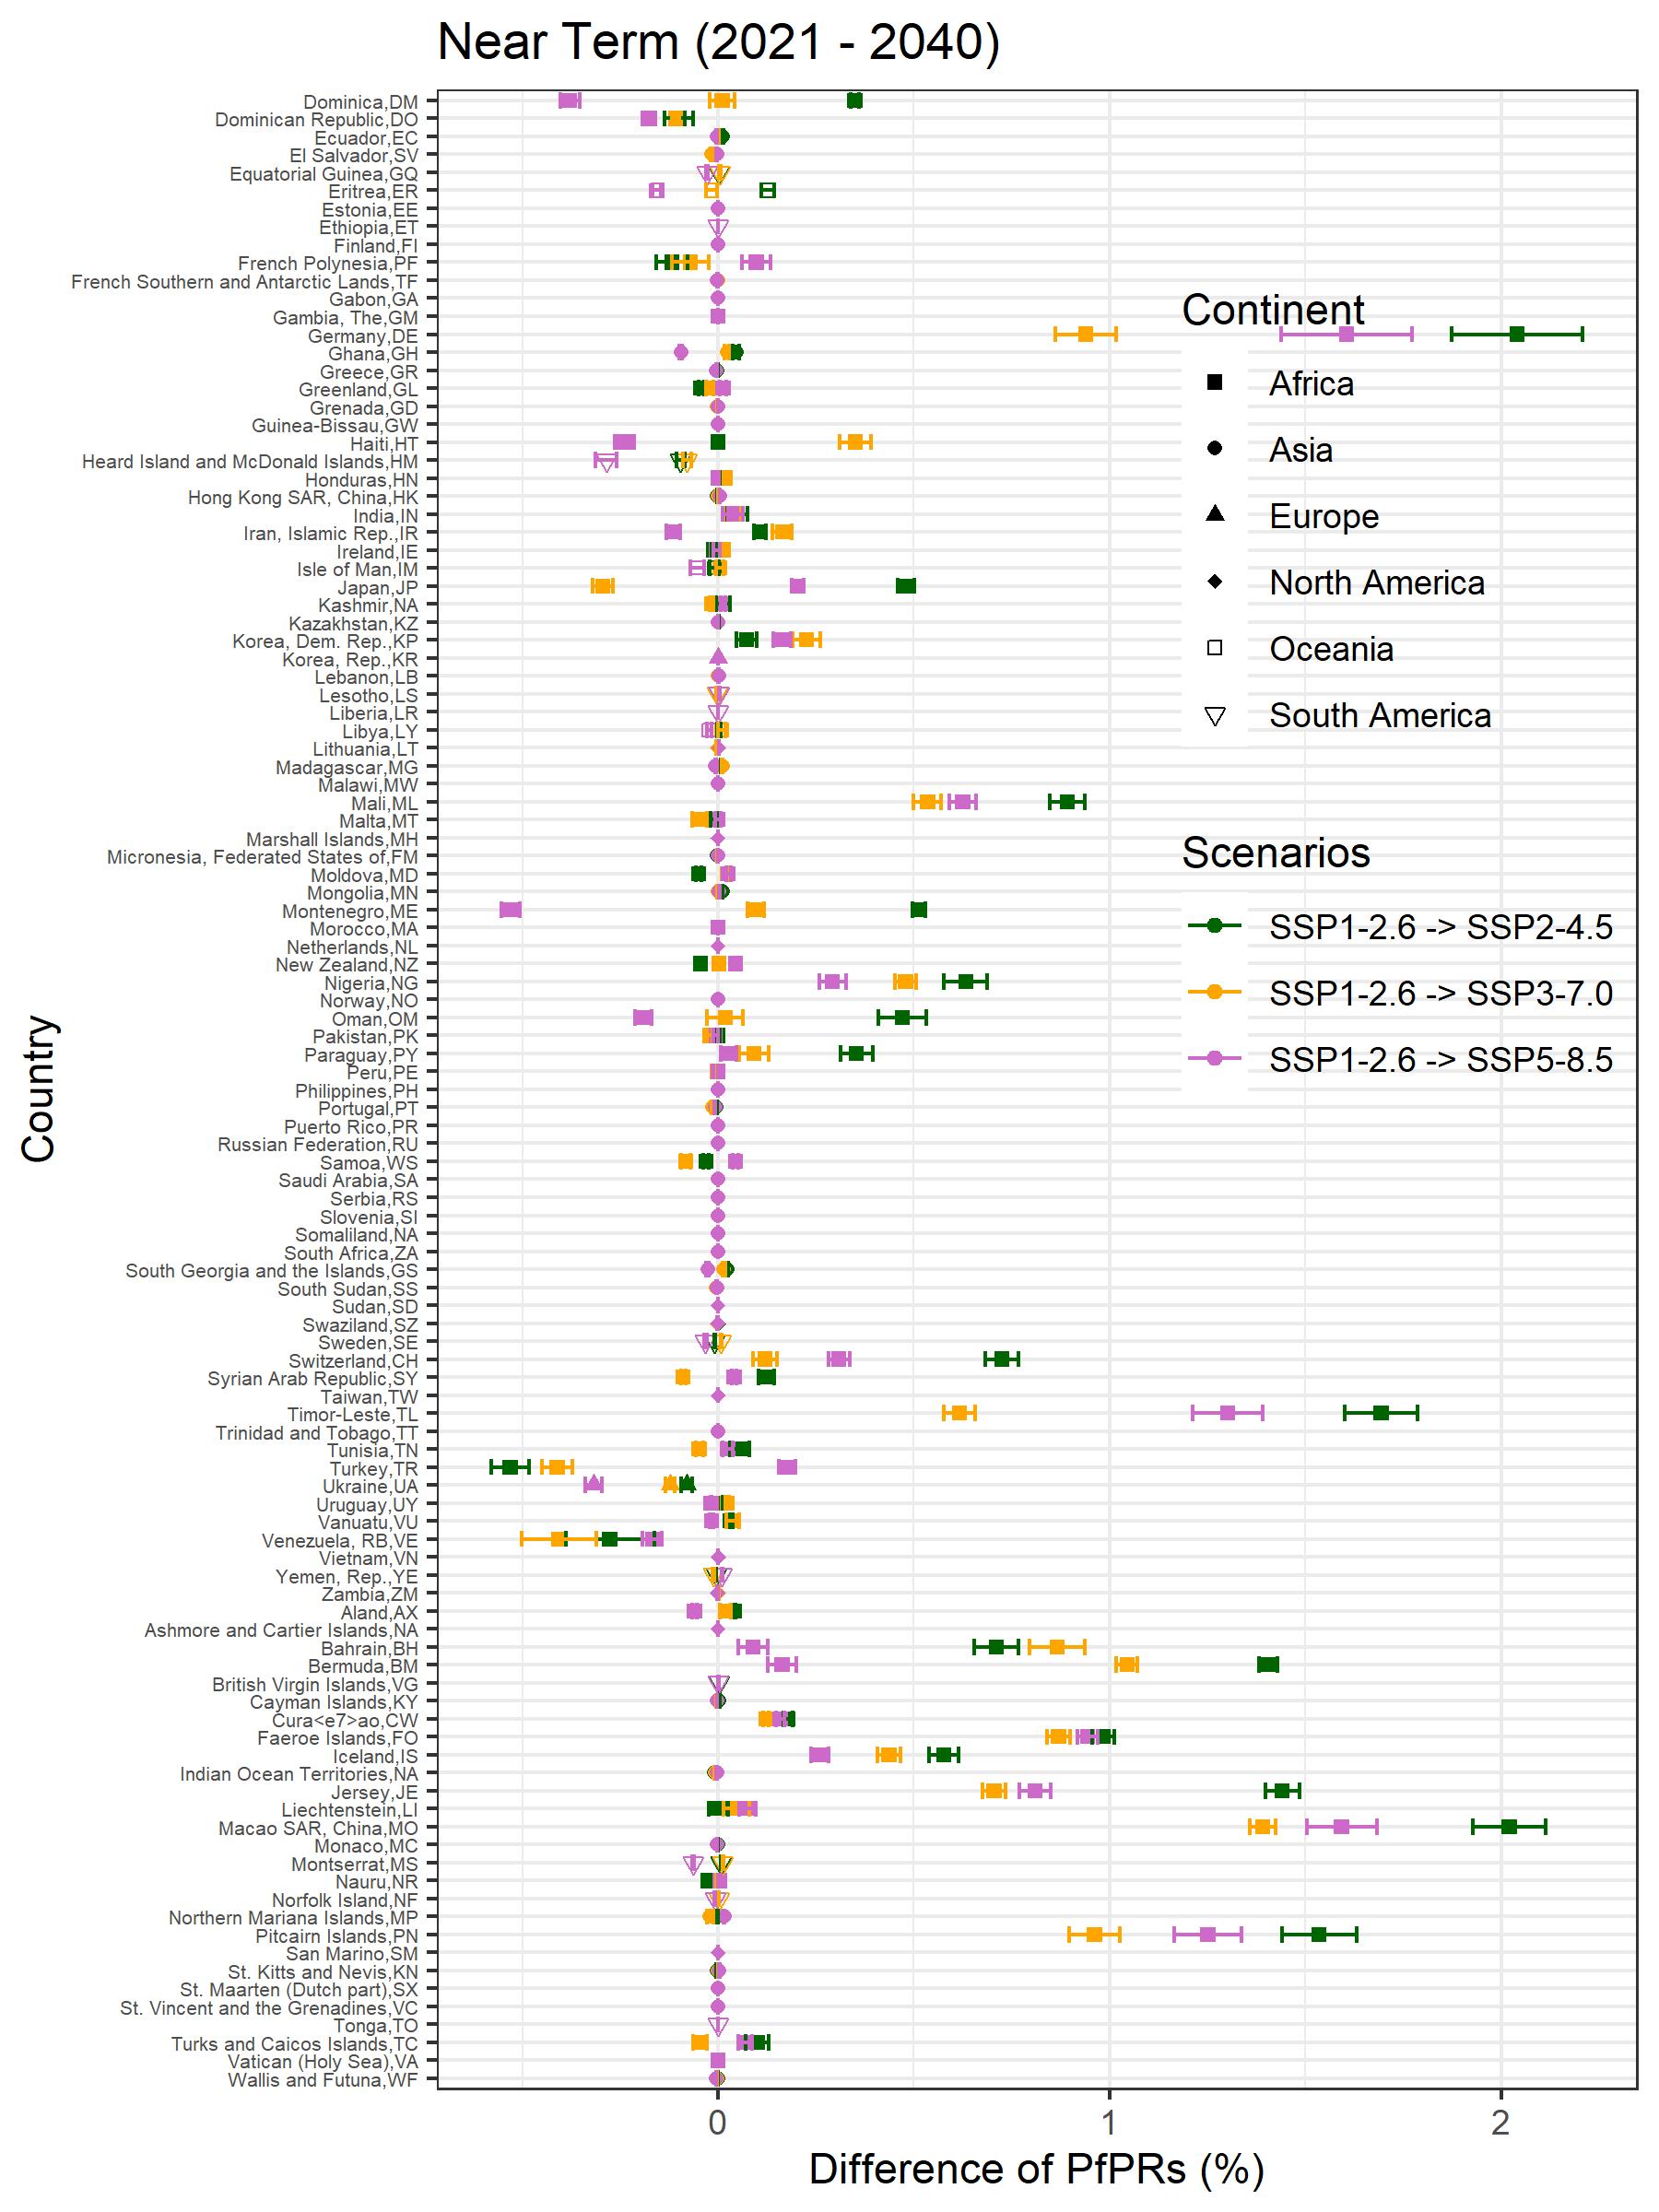 Near Term (2021 - 2040)
Dominica,DM
Dominican Republic,DO
Ecuador,EC
El Salvador,SV
Equatorial Guinea,GQ
Eritrea,ER
Estonia,EE
Ethiopia,ET
Finland,FI
French Polynesia,PF
French Southern and Antarctic Lands,TF
Gabon,GA
Gambia, The,GM
Germany,DE
Ghana,GH
Greece,GR
Greenland,GL
Grenada,GD
Guinea-Bissau,GW
Haiti,HT
Heard Island and McDonald Islands,HM
Honduras,HN
Hong Kong SAR, China,HK
India,IN
Iran, Islamic Rep.,IR
Ireland,IE
Isle of Man,IM
Japan,JP
Kashmir,NA
Kazakhstan,KZ
Korea, Dem. Rep.,KP
Korea, Rep.,KR
Lebanon,LB
Lesotho,LS
Liberia,LR
Libya,LY
Lithuania,LT
Madagascar,MG
Malawi,MW
Mali,ML
Malta,MT
Marshall Islands,MH
Micronesia, Federated States of,FM
Moldova,MD
Mongolia,MN
Montenegro,ME
Morocco,MA
Netherlands,NL
New Zealand,NZ
Nigeria,NG
Norway,NO
Oman,OM
Pakistan,PK
Paraguay,PY
Peru,PE
Philippines,PH
Portugal,PT
Puerto Rico,PR
Russian Federation,RU
Samoa,WS
Saudi Arabia,SA
Serbia,RS
Slovenia,SI
Somaliland,NA
South Africa,ZA
South Georgia and the Islands,GS
South Sudan,SS
Sudan,SD
Swaziland,SZ
Sweden,SE
Switzerland,CH
Syrian Arab Republic,SY
Taiwan,TW
Timor-Leste,TL
Trinidad and Tobago,TT
Tunisia,TN
Turkey,TR
Ukraine,UA
Uruguay,UY
Vanuatu,VU
Venezuela, RB,VE
Vietnam,VN
Yemen, Rep.,YE
Zambia,ZM
Aland,AX
Ashmore and Cartier Islands,NA
Bahrain,BH
Bermuda,BM
British Virgin Islands,VG
Cayman Islands,KY
Cura<e7>ao,CW
Faeroe Islands,FO
Iceland,IS
Indian Ocean Territories,NA
Jersey,JE
Liechtenstein,LI
Macao SAR, China,MO
Monaco,MC
Montserrat,MS
Nauru,NR
Norfolk Island,NF
Northern Mariana Islands,MP
Pitcairn Islands,PN
San Marino,SM
St. Kitts and Nevis,KN
St. Maarten (Dutch part),SX
St. Vincent and the Grenadines,VC
Tonga,TO
Turks and Caicos Islands,TC
Vatican (Holy Sea),VA
Wallis and Futuna,WF
Country
Continent
Africa
Asia
Europe
North America
Oceania
South America
Scenarios
SSP1-2.6 -> SSP2-4.5
SSP1-2.6 -> SSP3-7.0
SSP1-2.6 -> SSP5-8.5
0 1 2
Difference of PfPRs (%)